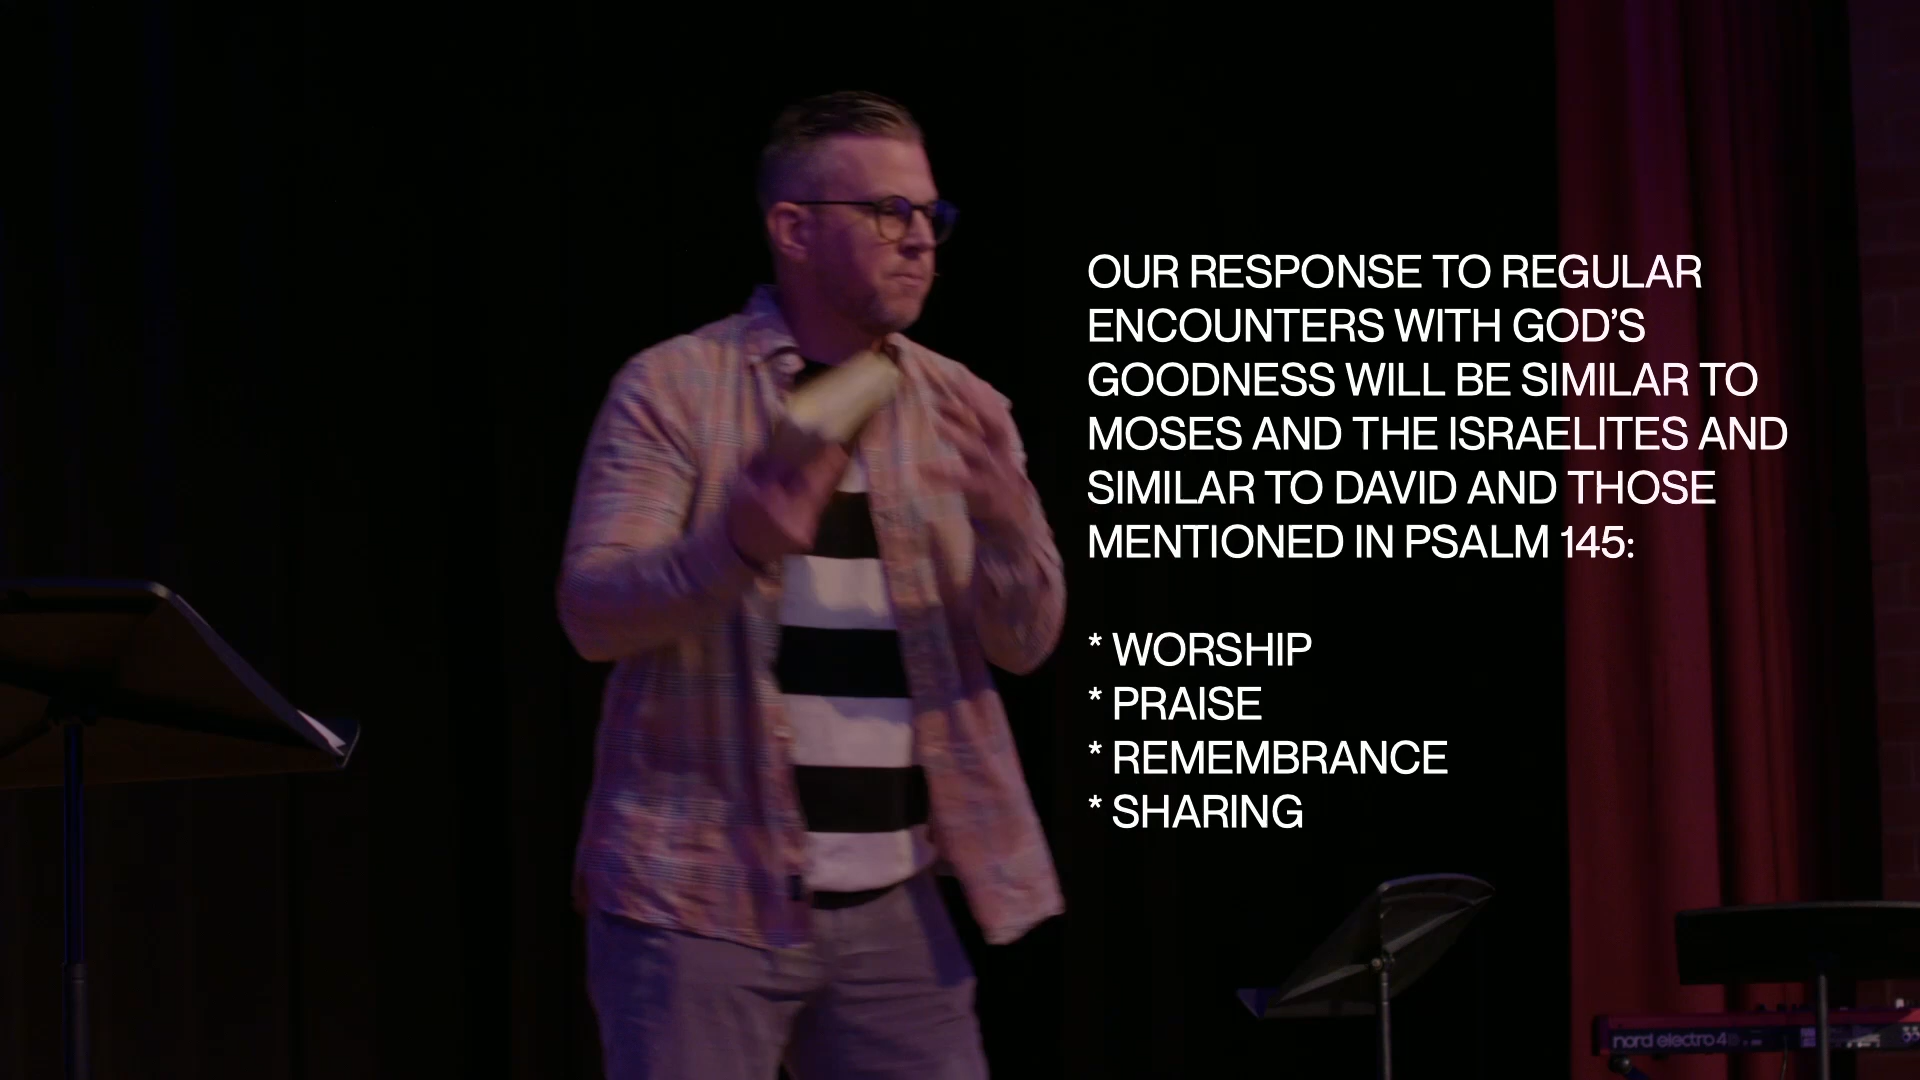 OUR RESPONSE TO REGULAR
ENCOUNTERS WITH GOD’S
GOODNESS WILL BE SIMILAR TO
MOSES AND THE ISRAELITES AND
SIMILAR TO DAVID AND THOSE
MENTIONED IN PSALM 145:
* WORSHIP
* PRAISE
* REMEMBRANCE
* SHARING
nord electro 4